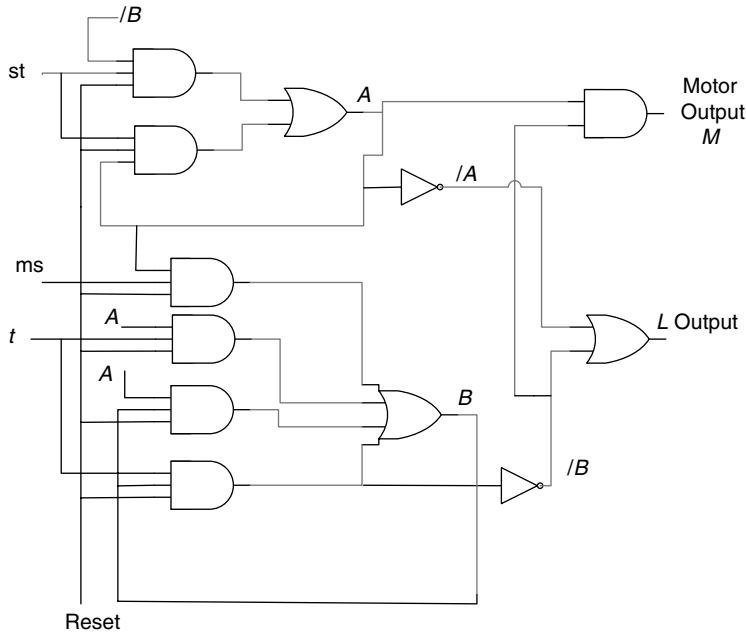 /B
st
A
Motor
Output
M
/A
ms
A
t
L Output
A
B
/B
Reset